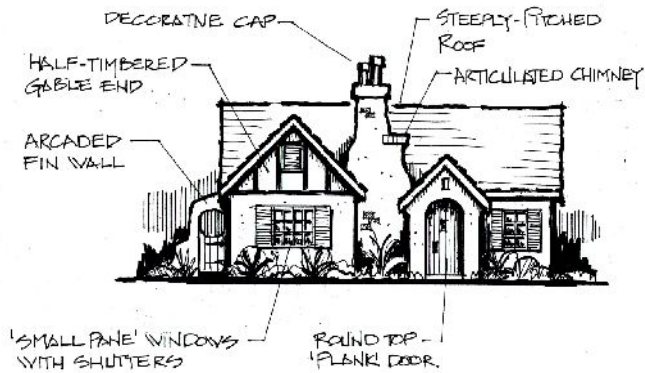 DECORATIVE CAP
STEEPLY-PITCHED
ROOF
HALF-TIMBERED
GABLE END
ARTICULATED CHIMNEY
ARCADED
FIN WALL
'SMALL PANE' WINDOWS
WITH SHUTTERS
ROUND TOP
'PLANK' DOOR.